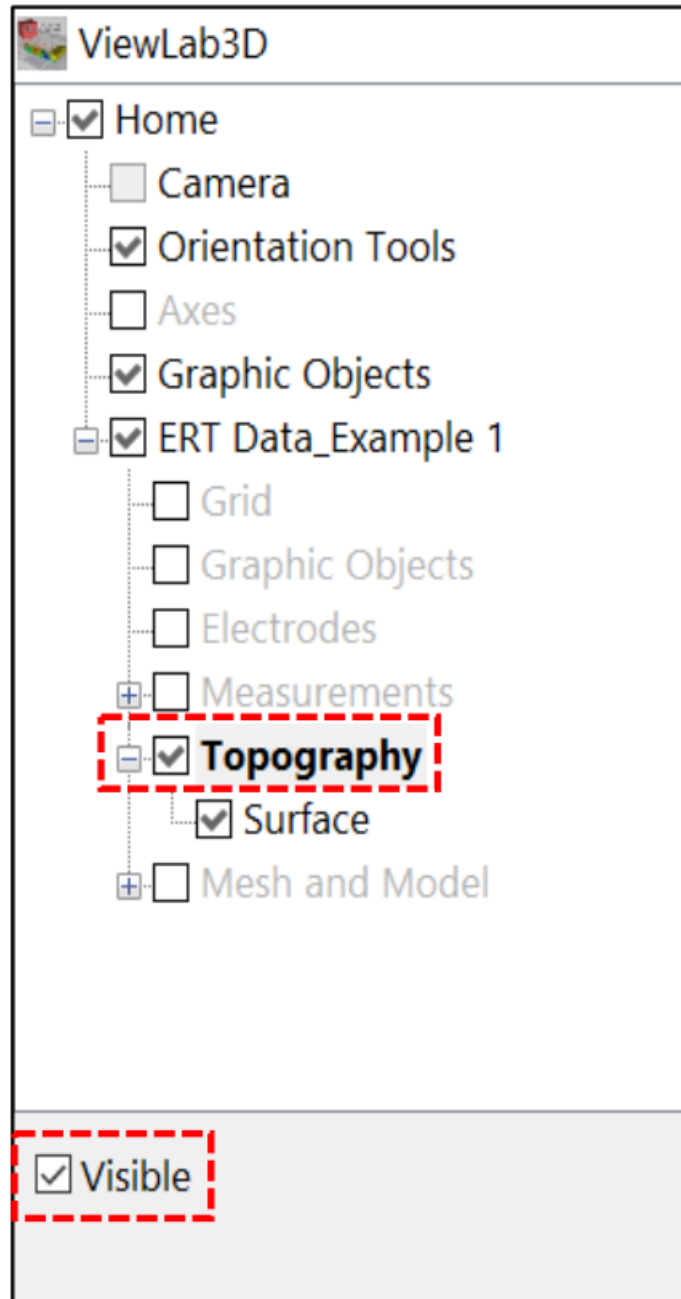 ViewLab3D
Home
Camera
Orientation Tools
Axes
Graphic Objects
ERT Data_Example 1
Grid
Graphic Objects
Electrodes
Measurements
Topography
Surface
Mesh and Model
Visible